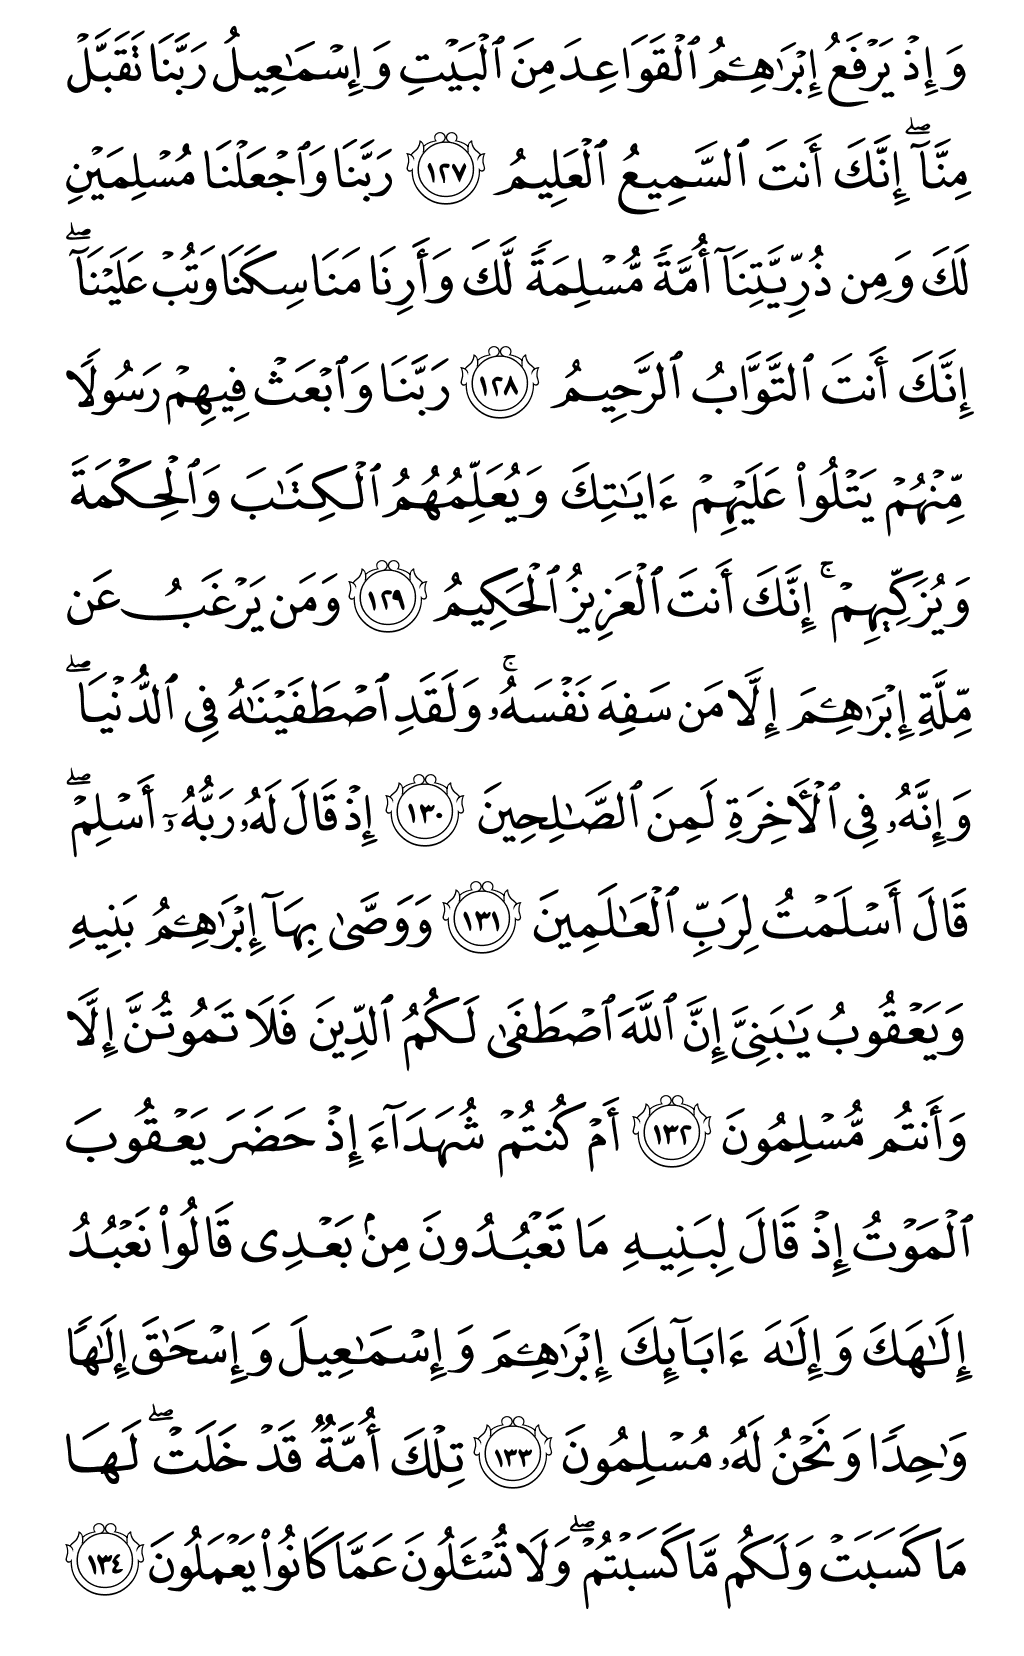 وَإِذۡ يَرۡفَعُ إِبۡرَٰهِـۧمُ ٱلۡقَوَاعِدَ مِنَ ٱلۡبَيۡتِ وَإِسۡمَٰعِيلُ رَبَّنَا تَقَبَّلۡ
مِنَّآۖ إِنَّكَ أَنتَ ٱلسَّمِيعُ ٱلۡعَلِيمُ ١٢٧ رَبَّنَا وَٱجۡعَلۡنَا مُسۡلِمَيۡنِ
لَكَ وَمِن ذُرِّيَّتِنَآ أُمَّةٗ مُّسۡلِمَةٗ لَّكَ وَأَرِنَا مَنَاسِكَنَا وَتُبۡ عَلَيۡنَآۖ
إِنَّكَ أَنتَ ٱلتَّوَّابُ ٱلرَّحِيمُ ١٢٨ رَبَّنَا وَٱبۡعَثۡ فِيهِمۡ رَسُولٗا
مِّنۡهُمۡ يَتۡلُواْ عَلَيۡهِمۡ ءَايَٰتِكَ وَيُعَلِّمُهُمُ ٱلۡكِتَٰبَ وَٱلۡحِكۡمَةَ
وَيُزَكِّيهِمۡۚ إِنَّكَ أَنتَ ٱلۡعَزِيزُ ٱلۡحَكِيمُ ١٢٩ وَمَن يَرۡغَبُ عَن
مِّلَّةِ إِبۡرَٰهِـۧمَ إِلَّا مَن سَفِهَ نَفۡسَهُۥۚ وَلَقَدِ ٱصۡطَفَيۡنَٰهُ فِي ٱلدُّنۡيَاۖ
وَإِنَّهُۥ فِي ٱلۡأٓخِرَةِ لَمِنَ ٱلصَّٰلِحِينَ ١٣٠ إِذۡ قَالَ لَهُۥ رَبُّهُۥٓ أَسۡلِمۡۖ
قَالَ أَسۡلَمۡتُ لِرَبِّ ٱلۡعَٰلَمِينَ ١٣١ وَوَصَّىٰ بِهَآ إِبۡرَٰهِـۧمُ بَنِيهِ
وَيَعۡقُوبُ يَٰبَنِيَّ إِنَّ ٱللَّهَ ٱصۡطَفَىٰ لَكُمُ ٱلدِّينَ فَلَا تَمُوتُنَّ إِلَّا
وَأَنتُم مُّسۡلِمُونَ ١٣٢ أَمۡ كُنتُمۡ شُهَدَآءَ إِذۡ حَضَرَ يَعۡقُوبَ
ٱلۡمَوۡتُ إِذۡ قَالَ لِبَنِيهِ مَا تَعۡبُدُونَ مِنۢ بَعۡدِي قَالُواْ نَعۡبُدُ
إِلَٰهَكَ وَإِلَٰهَ ءَابَآئِكَ إِبۡرَٰهِـۧمَ وَإِسۡمَٰعِيلَ وَإِسۡحَٰقَ إِلَٰهٗا
وَٰحِدٗا وَنَحۡنُ لَهُۥ مُسۡلِمُونَ ١٣٣ تِلۡكَ أُمَّةٞ قَدۡ خَلَتۡۖ لَهَا
مَا كَسَبَتۡ وَلَكُم مَّا كَسَبۡتُمۡۖ وَلَا تُسۡـَٔلُونَ عَمَّا كَانُواْ يَعۡمَلُونَ ١٣٤